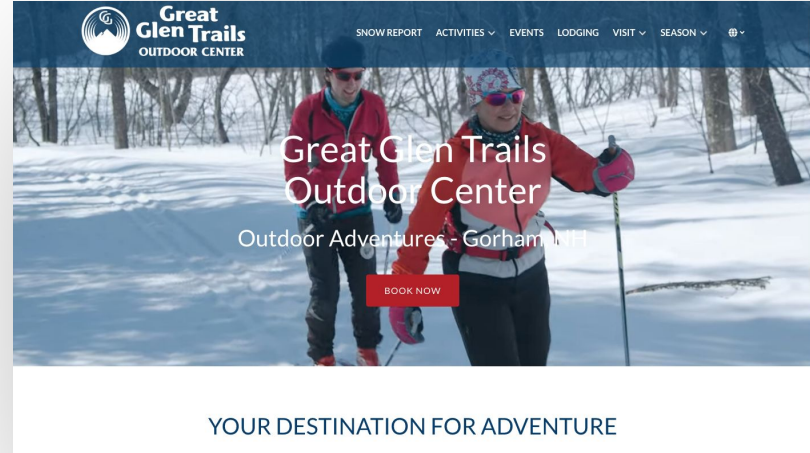 Great
Glen Trails
OUTDOOR CENTER
SNOW REPORT ACTIVITIES EVENTS LODGING VISIT SEASON
Great Glen Trails
Outdoor Center
Outdoor Adventures - Gorham, NH
BOOK NOW
YOUR DESTINATION FOR ADVENTURE